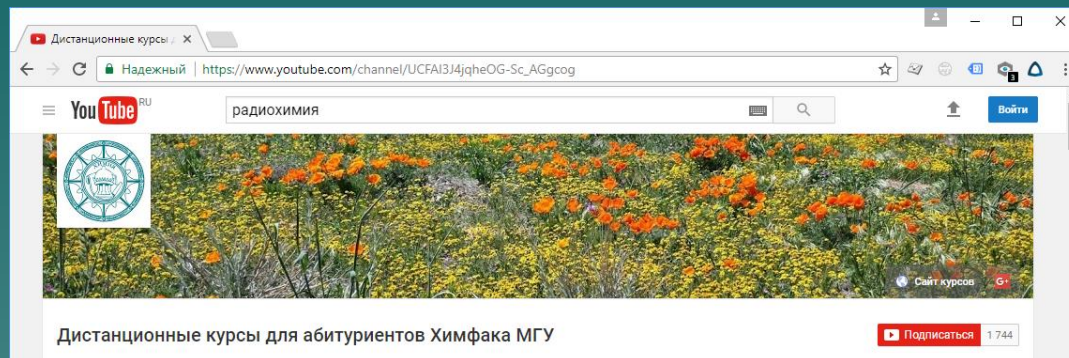 Дистанционные курсы д
Надежный | https://www.youtube.com/channel/UCFAI3J4jqheOG-Sc_AGgcog
3
YouTube RU
радиохимия
Войти
Сайт курсов G+
Дистанционные курсы для абитуриентов Химфака МГУ
Подписаться 1 744